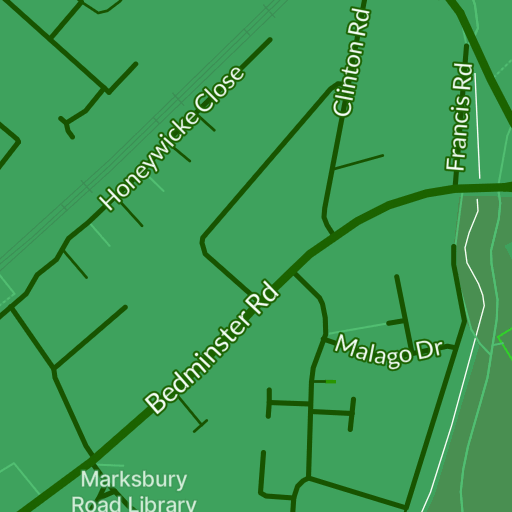 Clinton Rd
Francis Rd
Honeywicke Close
Bedminster Rd
Malago Dr
Marksbury
Road Library